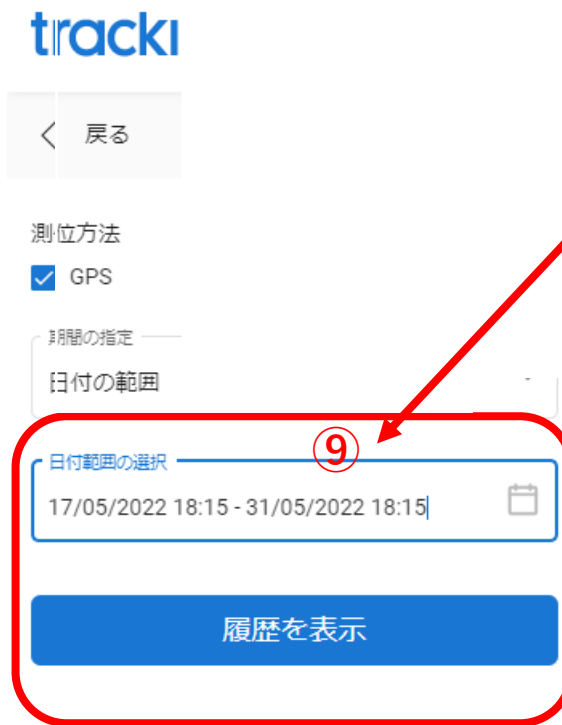 tracki
戻る
測位方法
GPS
期間の指定
日付の範囲
⑨
日付範囲の選択
17/05/2022 18:15 - 31/05/2022 18:15
履歴を表示